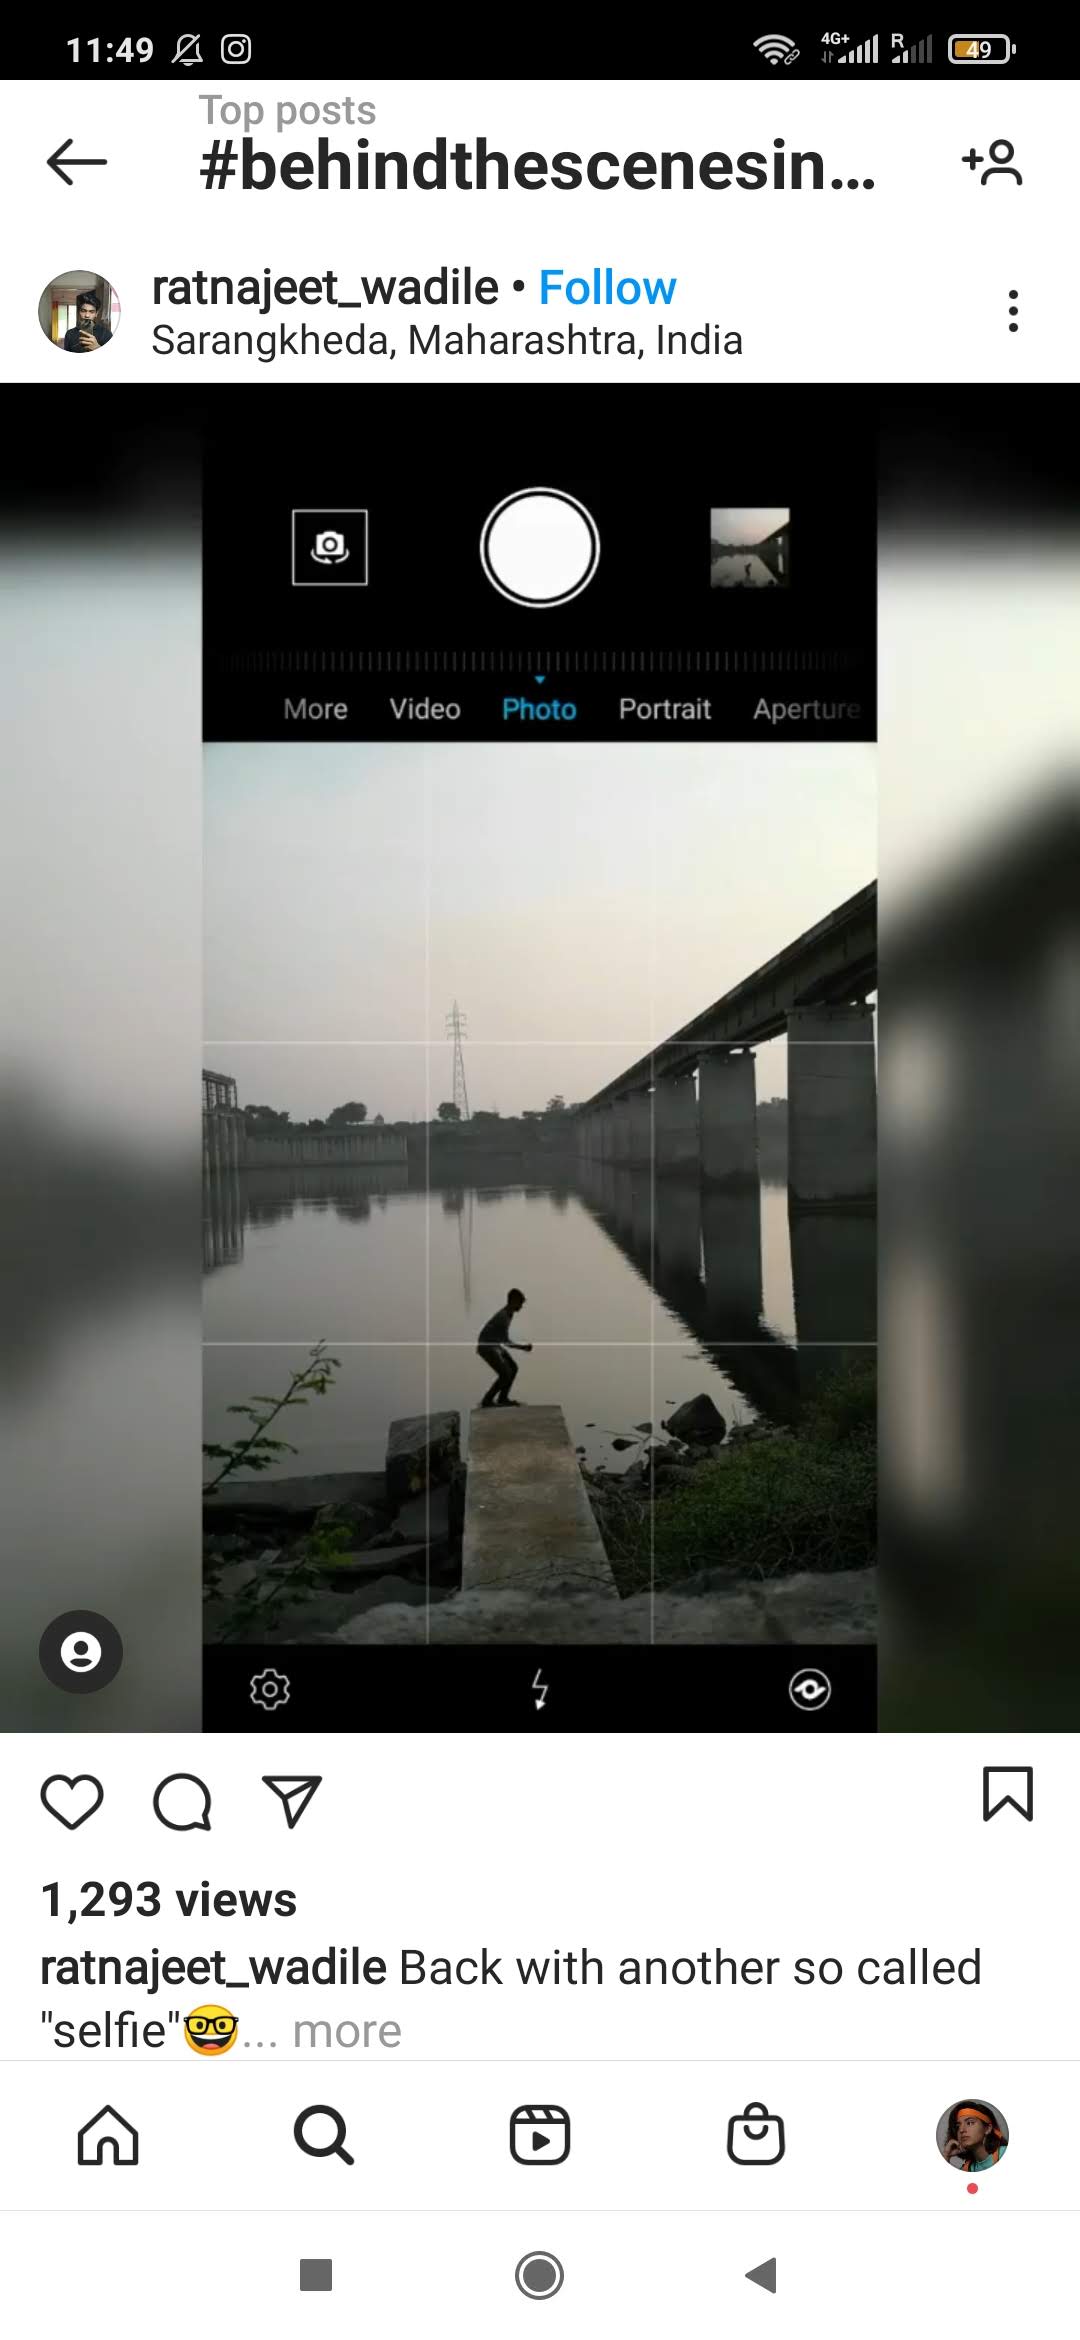 11:49
4G+
R
49
Top posts
#behindthescenesin...
ratnajeet_wadile • Follow
Sarangkheda, Maharashtra, India
More Video Photo Portrait Aperture
1,293 views
ratnajeet_wadile Back with another so called
"selfie"🤓... more